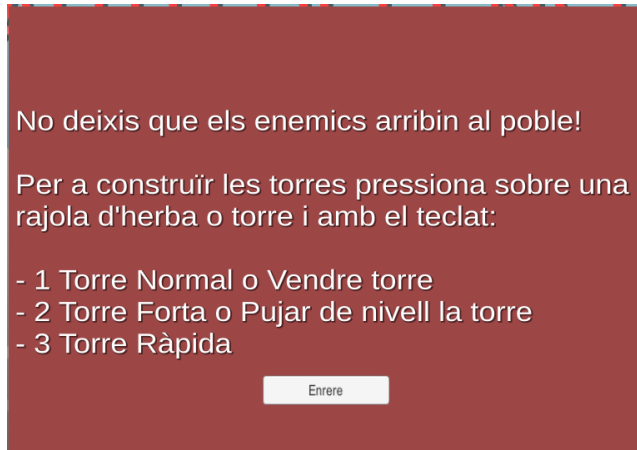 No deixis que els enemics arribin al poble!
Per a construïr les torres pressiona sobre una
rajola d'herba o torre i amb el teclat:
- 1 Torre Normal o Vendre torre
- 2 Torre Forta o Pujar de nivell la torre
- 3 Torre Ràpida
Enrere